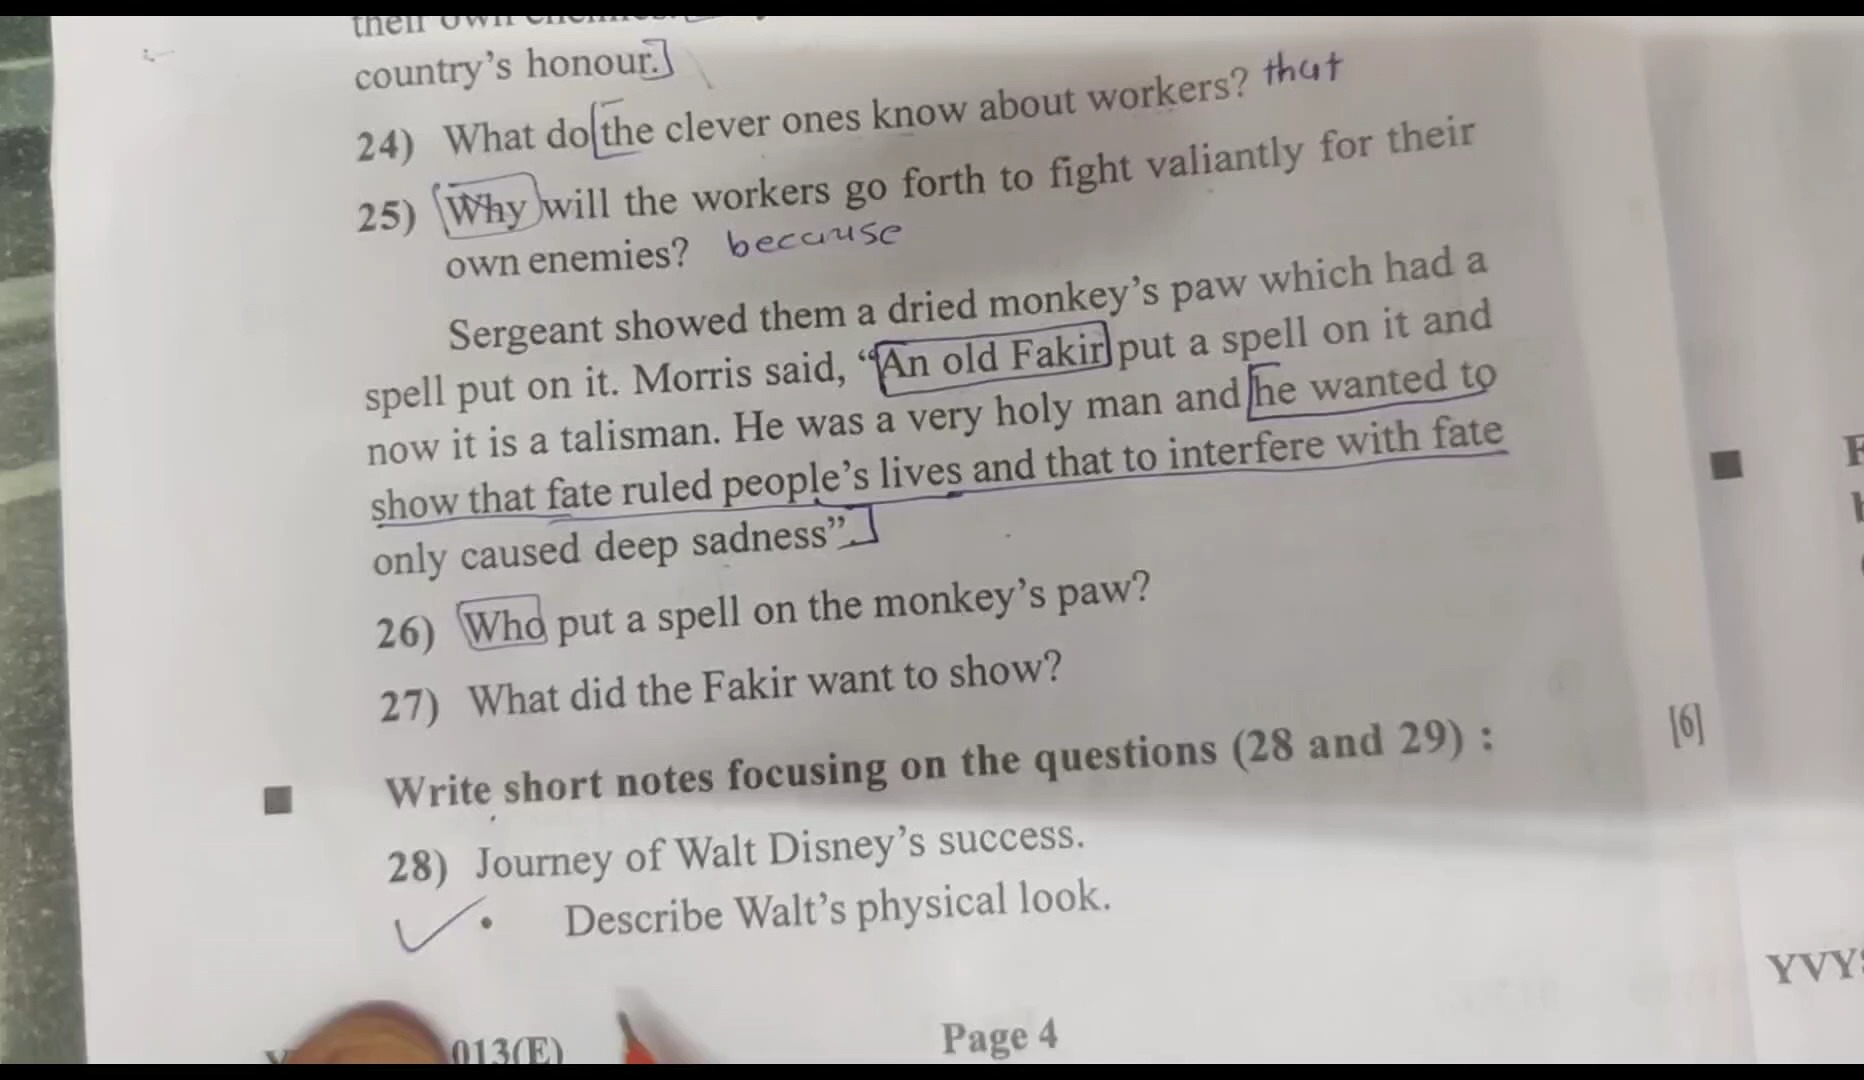 their own enemies.
country's honour.
24) What do the clever ones know about workers? that
25) Why will the workers go forth to fight valiantly for their
own enemies? because
Sergeant showed them a dried monkey's paw which had a
spell put on it. Morris said, “An old Fakir put a spell on it and
now it is a talisman. He was a very holy man and he wanted to
show that fate ruled people's lives and that to interfere with fate
only caused deep sadness”.
26) Who put a spell on the monkey's paw?
27) What did the Fakir want to show?
■ Write short notes focusing on the questions (28 and 29) : [6]
28) Journey of Walt Disney's success.
• Describe Walt's physical look.
013(E) Page 4
YVY